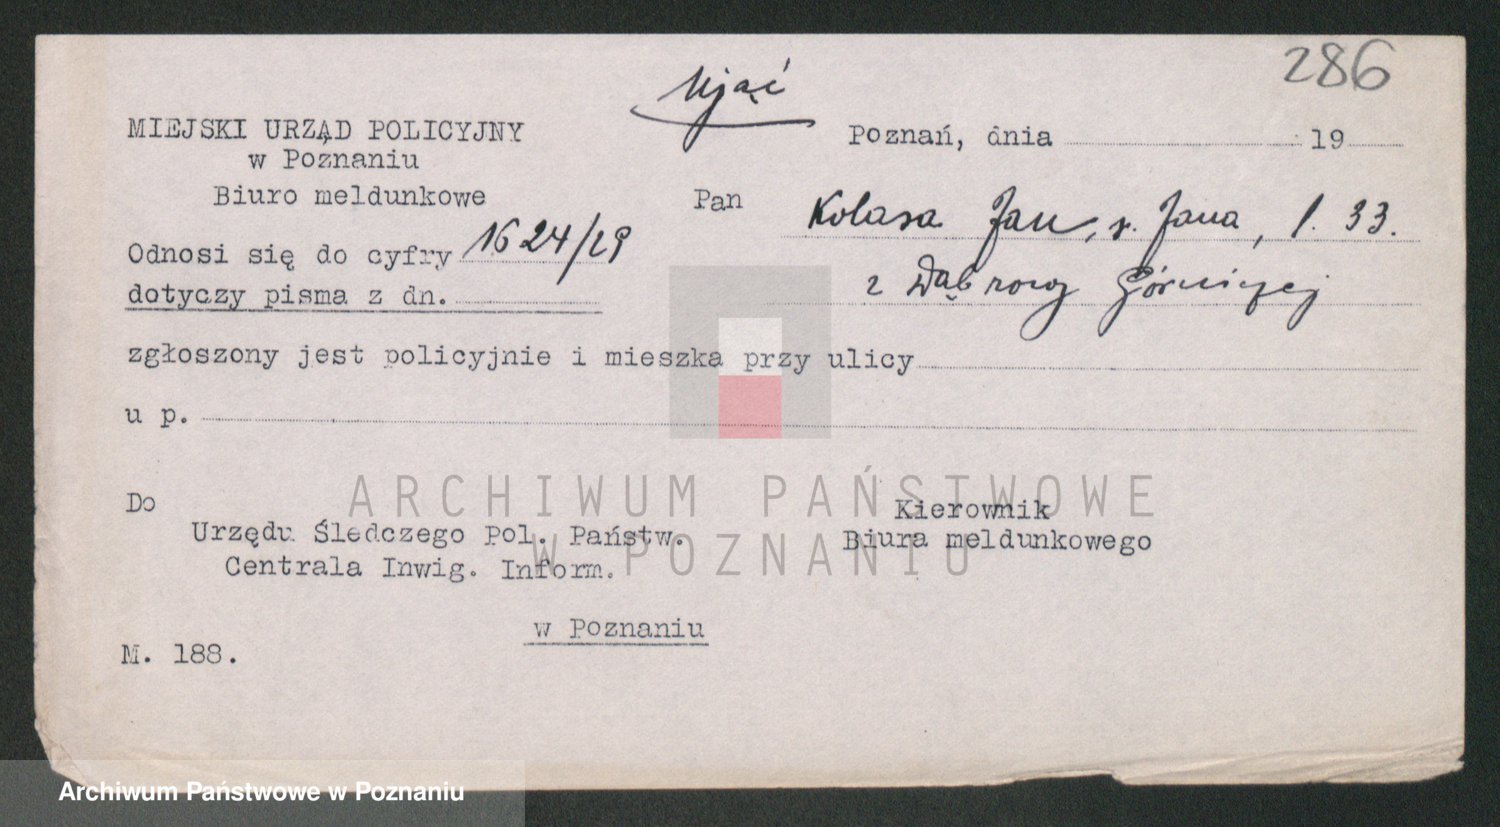 286
Ująć
MIEJSKI URZĄD POLICYJNY
w Poznaniu
Biuro meldunkowe
Poznań, dnia 19
Pan Kolasa Jan, s. Jana, l. 33.
z Dąbrowy Górniczej
Odnosi się do cyfry 1624/29
dotyczy pisma z dn.
zgłoszony jest policyjnie i mieszka przy ulicy
u p.
ARCHIWUM PAŃSTWOWE
W POZNANIU
Do
Urzędu Śledczego Pol. Państw.
Centrala Inwig. Inform.
w Poznaniu
Kierownik
Biura meldunkowego
M. 188.
Archiwum Państwowe w Poznaniu